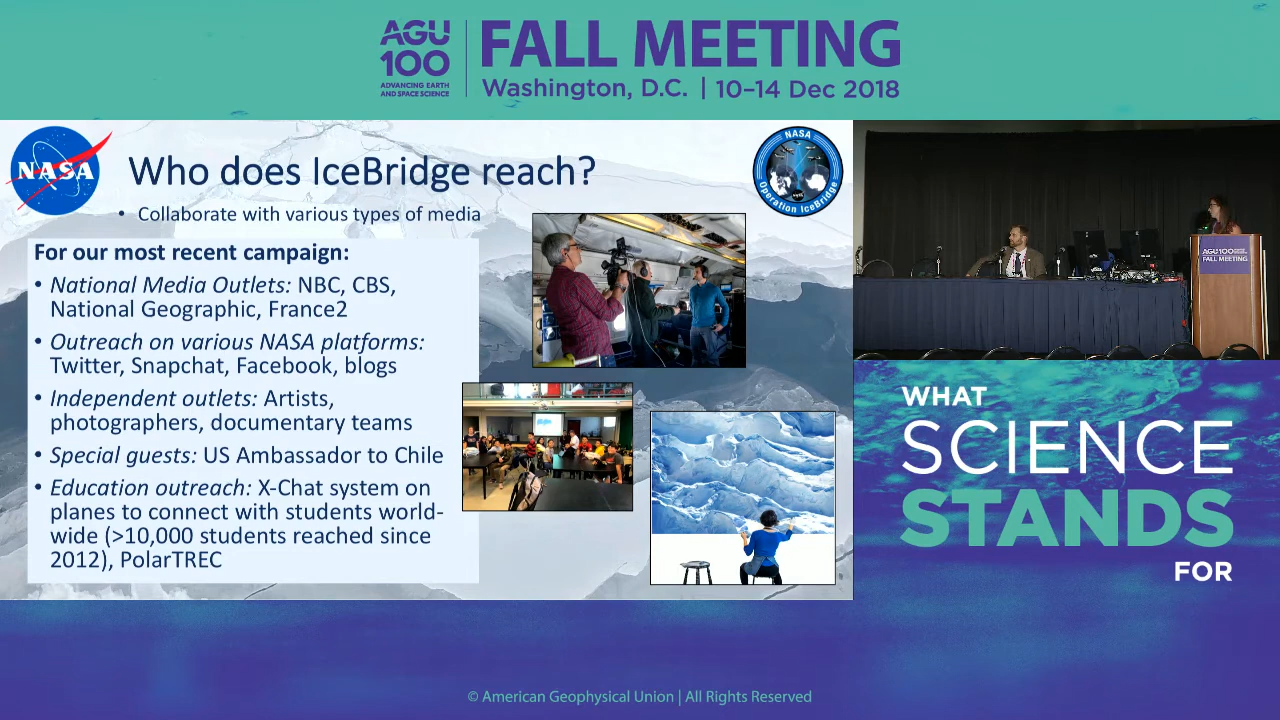 AGU
100
ADVANCING EARTH
AND SPACE SCIENCE
FALL MEETING
Washington, D.C. | 10–14 Dec 2018
NASA
Who does IceBridge reach?
NASA
Operation IceBridge
• Collaborate with various types of media
For our most recent campaign:
• National Media Outlets: NBC, CBS,
National Geographic, France2
• Outreach on various NASA platforms:
Twitter, Snapchat, Facebook, blogs
• Independent outlets: Artists,
photographers, documentary teams
• Special guests: US Ambassador to Chile
• Education outreach: X-Chat system on
planes to connect with students world-
wide (>10,000 students reached since
2012), PolarTREC
AGU100
FALL MEETING
WHAT
SCIENCE
STANDS
FOR
© American Geophysical Union | All Rights Reserved